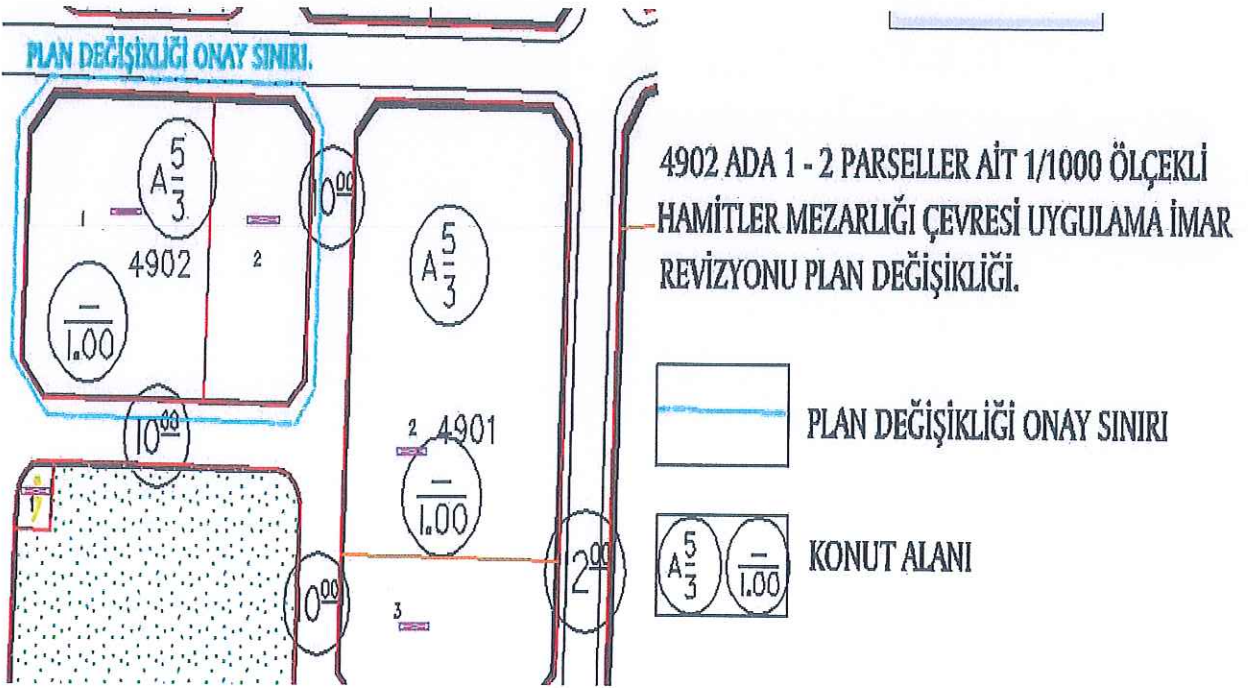 PLAN DEĞİŞİKLİĞİ ONAY SINIRI.
A 5/3
1
4902
2
10.00
—/1.00
10.00
A 5/3
2 4901
—/1.00
0.00
2.00
3
4902 ADA 1 - 2 PARSELLER AİT 1/1000 ÖLÇEKLİ
HAMİTLER MEZARLIĞI ÇEVRESİ UYGULAMA İMAR
REVİZYONU PLAN DEĞİŞİKLİĞİ.
PLAN DEĞİŞİKLİĞİ ONAY SINIRI
A 5/3
—/1.00
KONUT ALANI